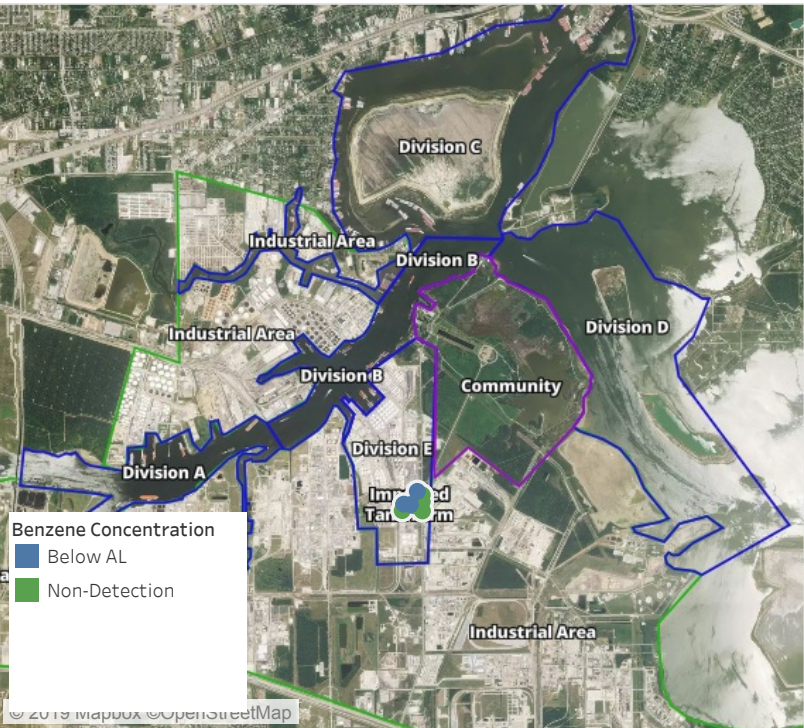 Division C
Industrial Area
Division B
Industrial Area
Division D
Division B
Community
Division E
Division A
Benzene Concentration
Below AL
Non-Detection
Industrial Area
© 2019 Mapbox ©OpenStreetMap